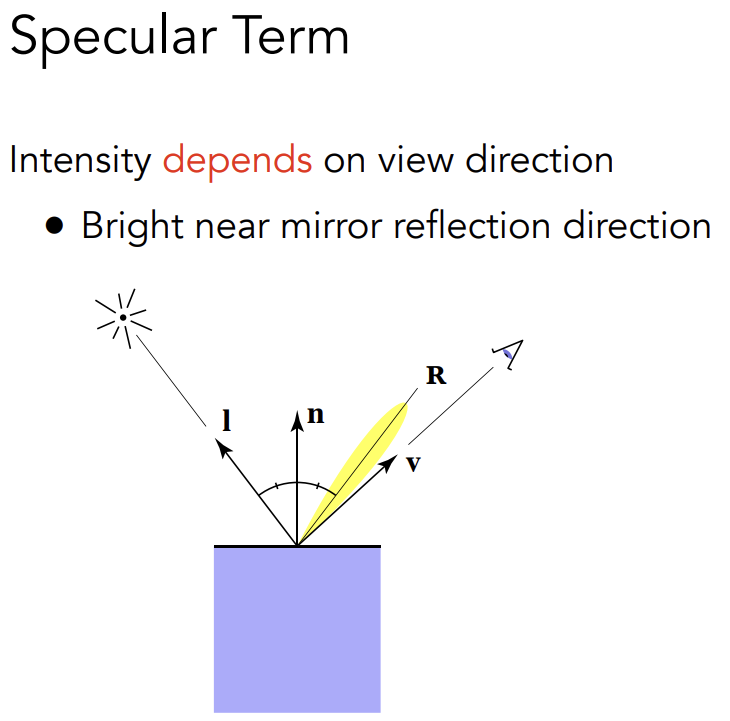 Specular Term
Intensity depends on view direction
● Bright near mirror reflection direction
R
l
n
v